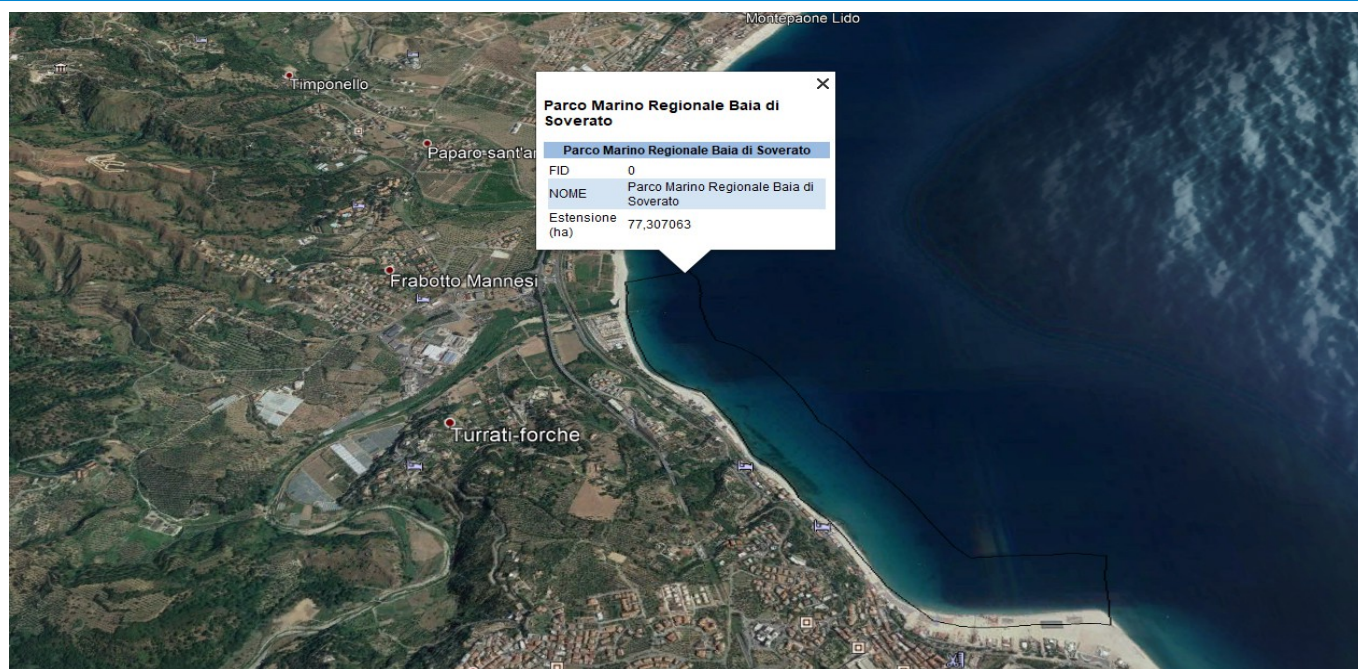 Montepaone Lido
Timponello
Parco Marino Regionale Baia di
Soverato
Paparo sant'ar
Parco Marino Regionale Baia di Soverato
FID 0
NOME Parco Marino Regionale Baia di
Soverato
Estensione
(ha) 77,307063
Frabotto Mannesi
Turrati-forche